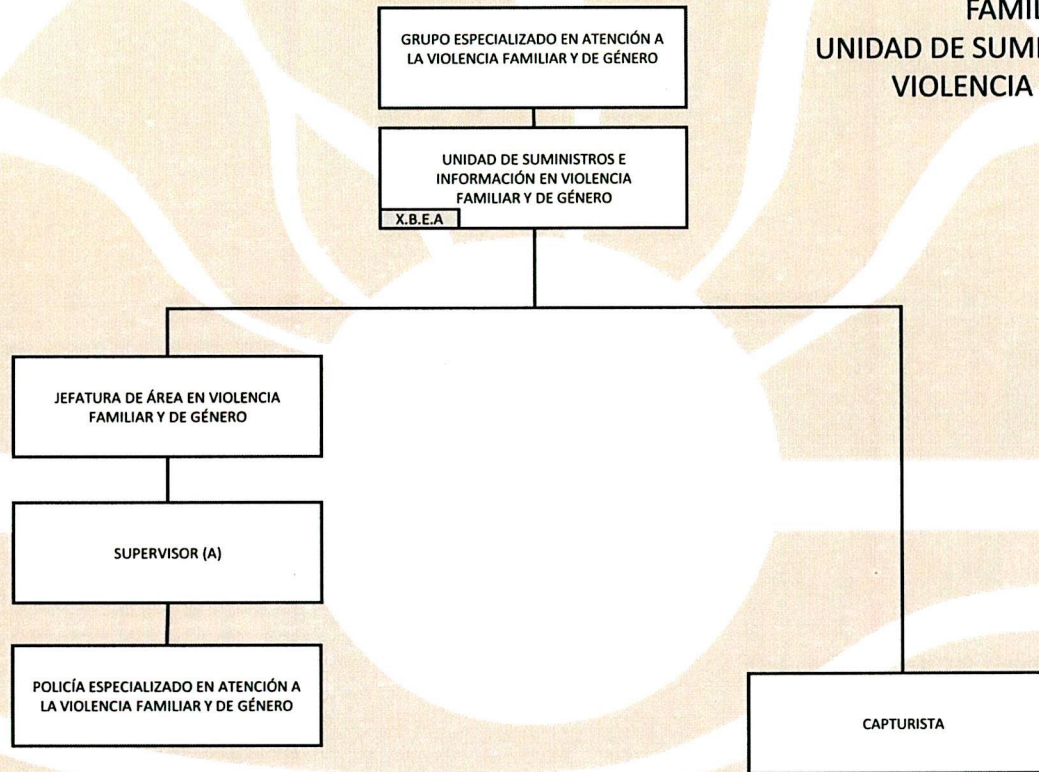 FAMIL
UNIDAD DE SUMI
VIOLENCIA
GRUPO ESPECIALIZADO EN ATENCIÓN A
LA VIOLENCIA FAMILIAR Y DE GÉNERO
UNIDAD DE SUMINISTROS E
INFORMACIÓN EN VIOLENCIA
FAMILIAR Y DE GÉNERO
X.B.E.A
JEFATURA DE ÁREA EN VIOLENCIA
FAMILIAR Y DE GÉNERO
SUPERVISOR (A)
POLICÍA ESPECIALIZADO EN ATENCIÓN A
LA VIOLENCIA FAMILIAR Y DE GÉNERO
CAPTURISTA